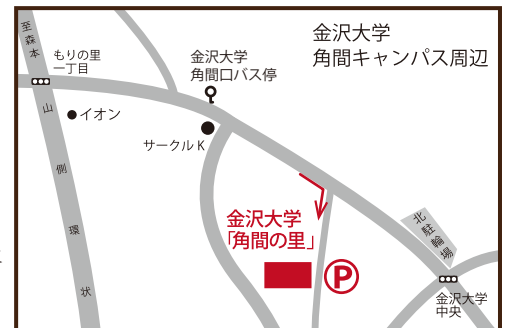 金沢大学
角間キャンパス周辺
至森本
もりの里
一丁目
金沢大学
角間口バス停
イオン
サークルK
山側環状
金沢大学
「角間の里」
P
北駐輪場
金沢大学
中央